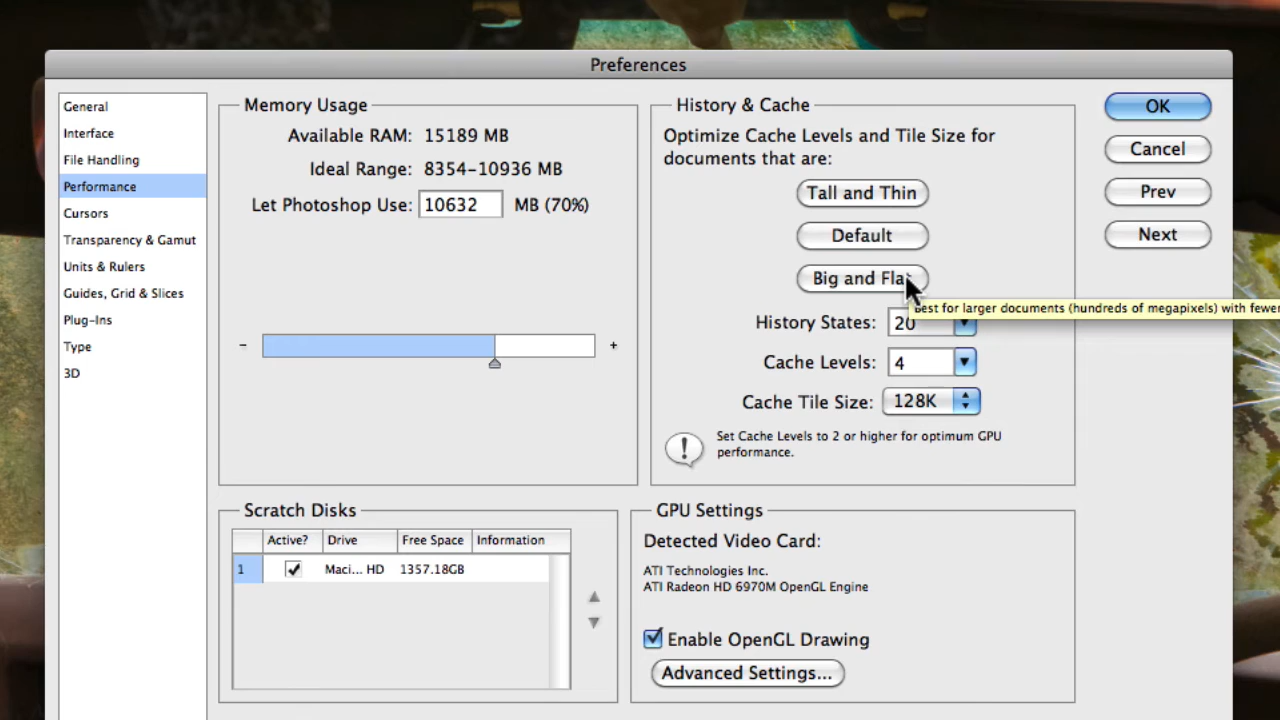 Preferences
General
Interface
File Handling
Performance
Cursors
Transparency & Gamut
Units & Rulers
Guides, Grid & Slices
Plug-Ins
Type
3D
Memory Usage
Available RAM: 15189 MB
Ideal Range: 8354-10936 MB
Let Photoshop Use: 10632 MB (70%)
- +
History & Cache
Optimize Cache Levels and Tile Size for
documents that are:
Tall and Thin
Default
Big and Flat
Best for larger documents (hundreds of megapixels) with fewer
History States: 20
Cache Levels: 4
Cache Tile Size: 128K
! Set Cache Levels to 2 or higher for optimum GPU
performance.
OK
Cancel
Prev
Next
Scratch Disks
Active? Drive Free Space Information
1 Maci... HD 1357.18GB
GPU Settings
Detected Video Card:
ATI Technologies Inc.
ATI Radeon HD 6970M OpenGL Engine
Enable OpenGL Drawing
Advanced Settings...